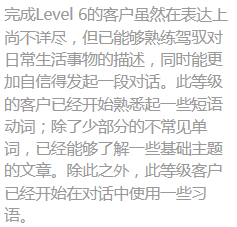 完成Level 6的客户虽然在表达上
尚不详尽，但已能够熟练驾驭对
日常生活事物的描述，同时能更
加自信得发起一段对话。此等级
的客户已经开始熟悉起一些短语
动词；除了少部分的不常见单
词，已经能够了解一些基础主题
的文章。除此之外，此等级客户
已经开始在对话中使用一些习
语。